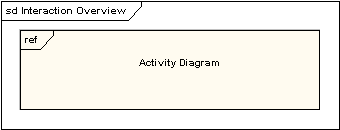 sd Interaction Overview
ref
Activity Diagram